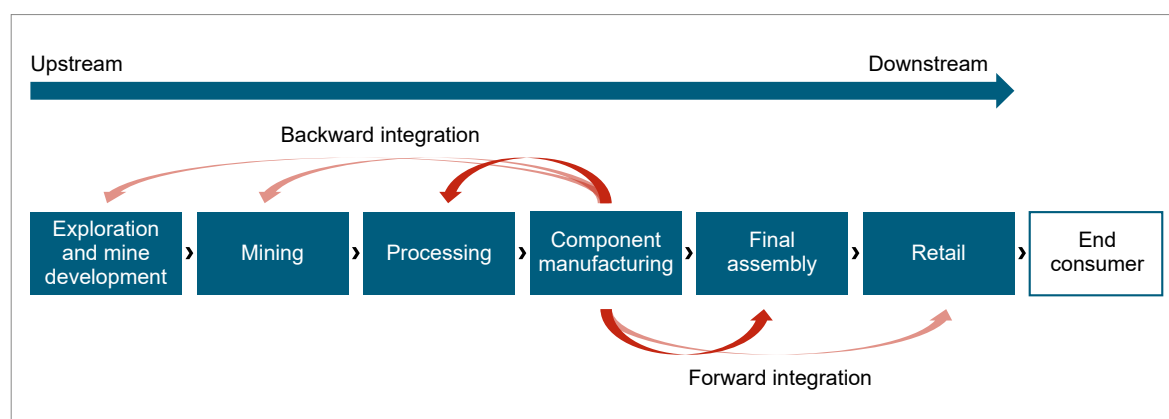 Upstream
Downstream
Backward integration
Exploration
and mine
development
Mining
Processing
Component
manufacturing
Final
assembly
Retail
End
consumer
Forward integration